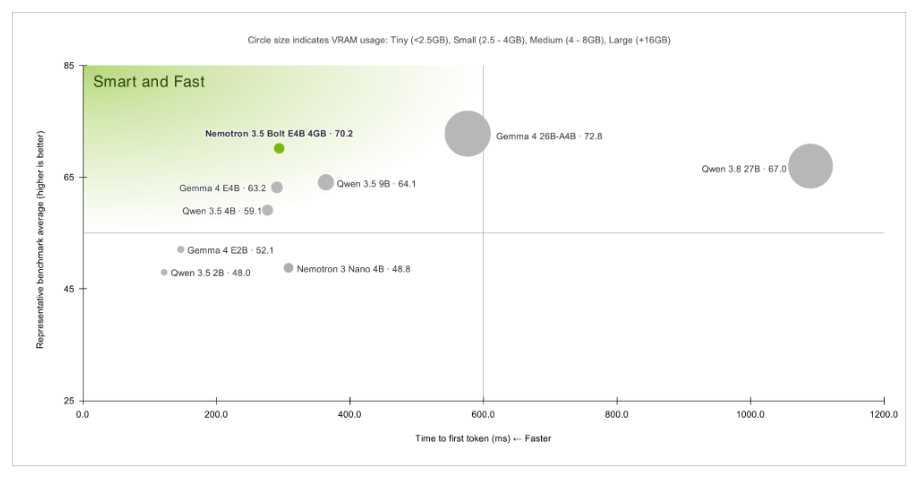 Circle size indicates VRAM usage: Tiny (<2.5GB), Small (2.5 - 4GB), Medium (4 - 8GB), Large (+16GB)
85
Smart and Fast
Nemotron 3.5 Bolt E4B 4GB · 70.2
Gemma 4 26B-A4B · 72.8
Qwen 3.8 27B · 67.0
65
Gemma 4 E4B · 63.2
Qwen 3.5 9B · 64.1
Qwen 3.5 4B · 59.1
Gemma 4 E2B · 52.1
Qwen 3.5 2B · 48.0
Nemotron 3 Nano 4B · 48.8
45
25
Representative benchmark average (higher is better)
0.0 200.0 400.0 600.0 800.0 1000.0 1200.0
Time to first token (ms) ← Faster